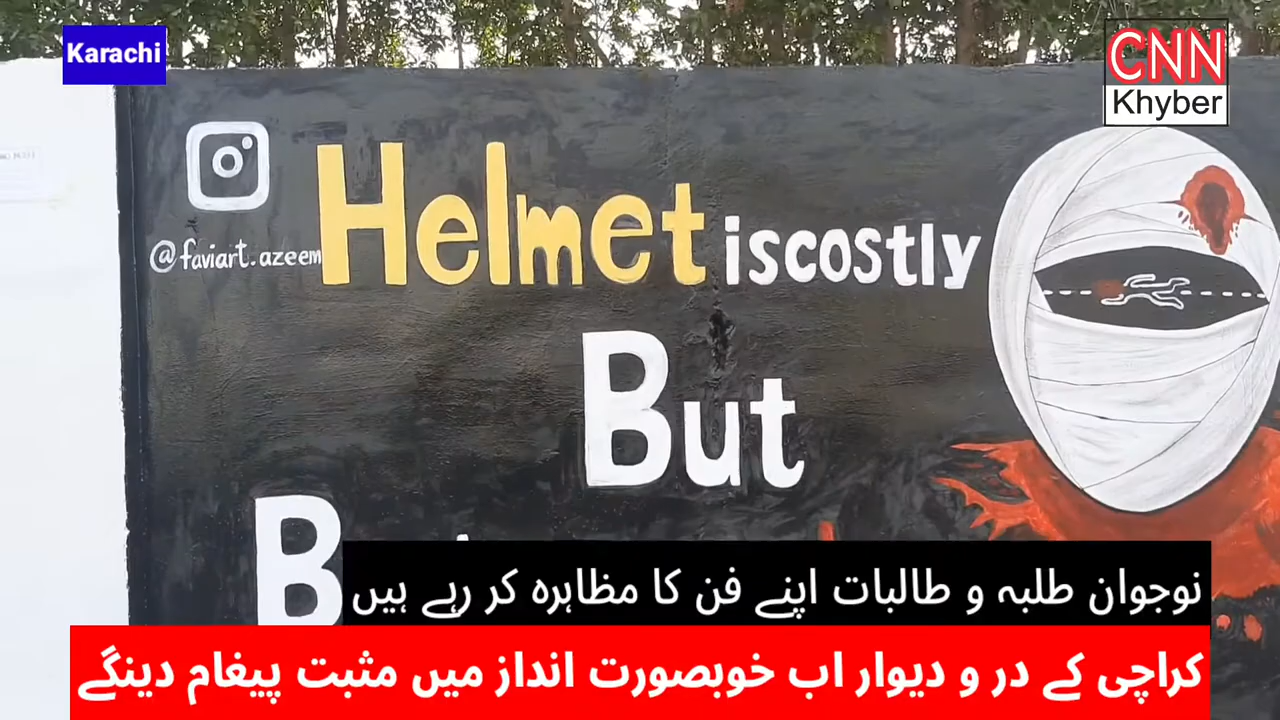 Karachi
CNN
Khyber
@faviart.azeem
Helmet iscostly
But
B
نوجوان طلبہ و طالبات اپنے فن کا مظاہرہ کر رہے ہیں
کراچی کے در و دیوار اب خوبصورت انداز میں مثبت پیغام دینگے